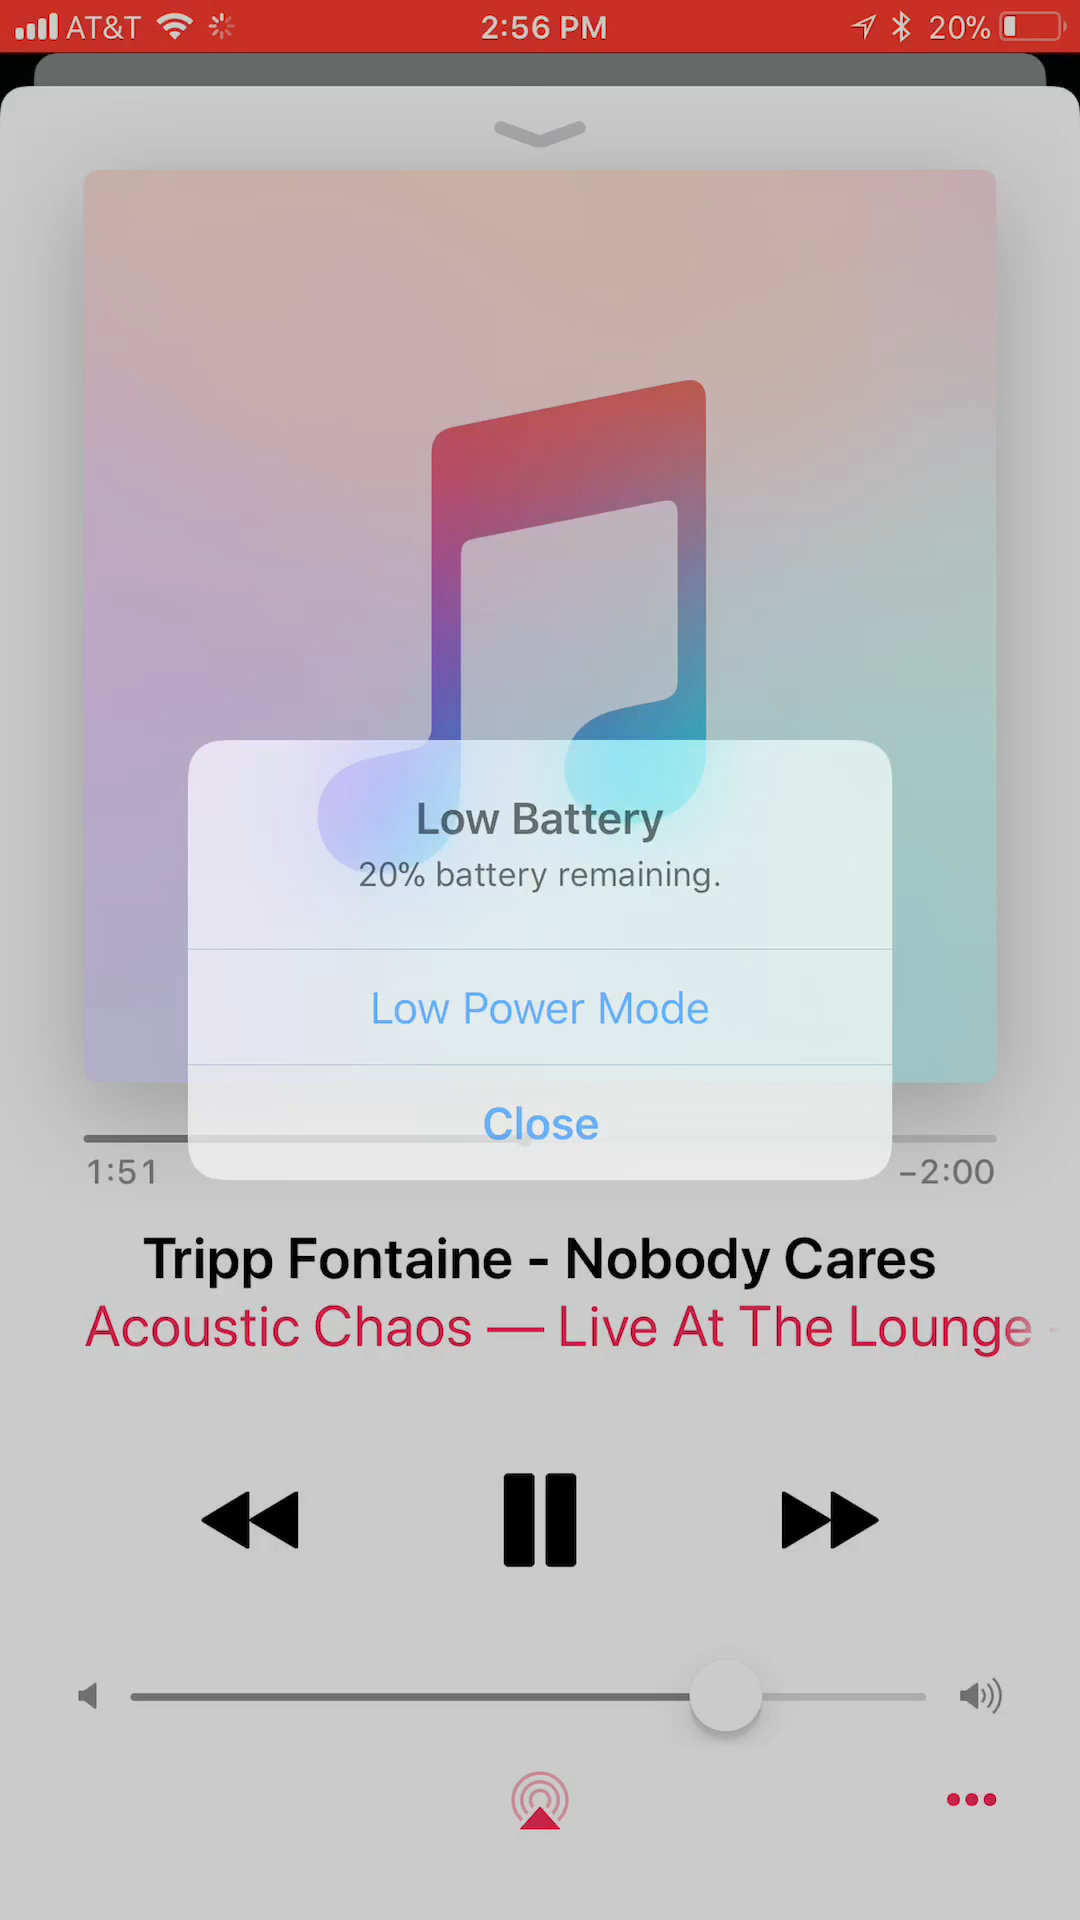 AT&T 2:56 PM 20%
Low Battery
20% battery remaining.
Low Power Mode
Close
1:51 −2:00
Tripp Fontaine - Nobody Cares
Acoustic Chaos — Live At The Lounge